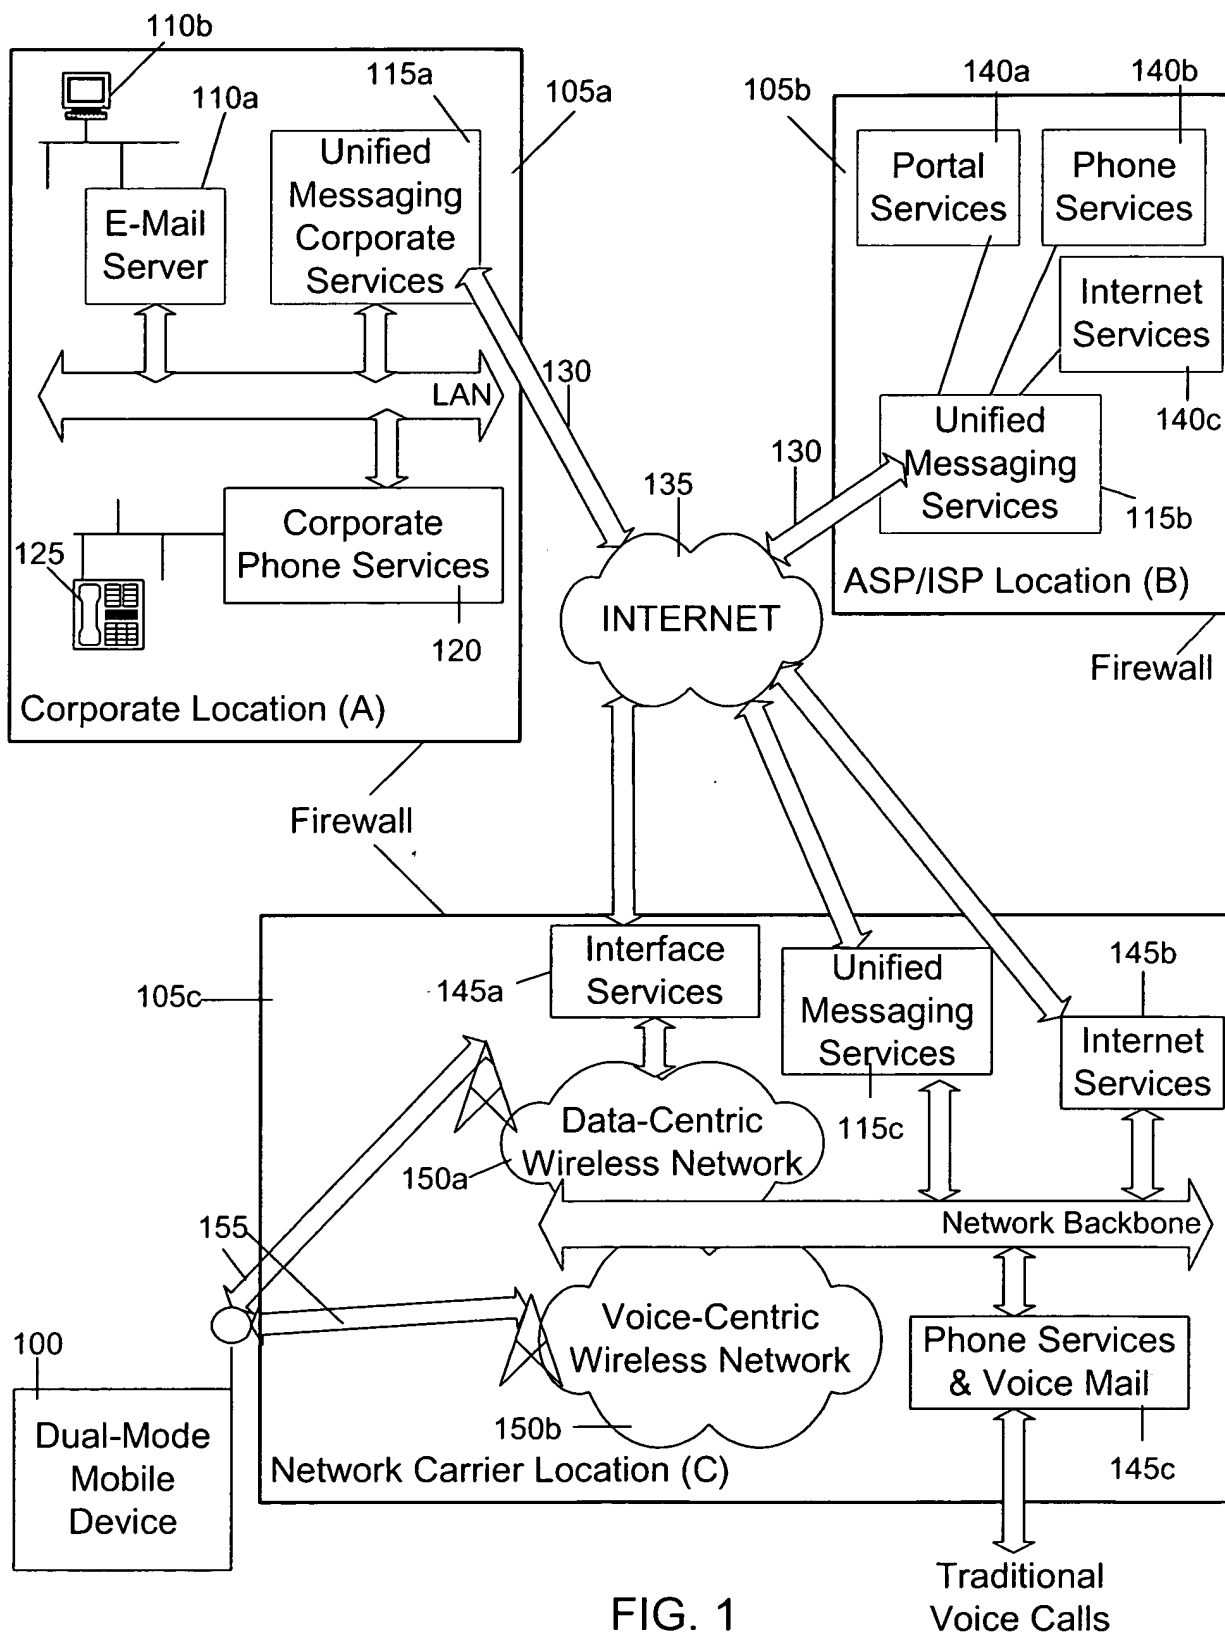 110b
110a
115a
105a
Unified
Messaging
Corporate
Services
E-Mail
Server
LAN
130
Corporate
Phone Services
125
120
Corporate Location (A)
140a
140b
105b
Portal
Services
Phone
Services
Internet
Services
140c
Unified
Messaging
Services
130
115b
ASP/ISP Location (B)
Firewall
135
INTERNET
Firewall
105c
Interface
Services
145a
Unified
Messaging
Services
115c
145b
Internet
Services
Data-Centric
Wireless Network
150a
Network Backbone
155
Voice-Centric
Wireless Network
150b
Phone Services
& Voice Mail
145c
Network Carrier Location (C)
100
Dual-Mode
Mobile
Device
Traditional
Voice Calls
FIG. 1